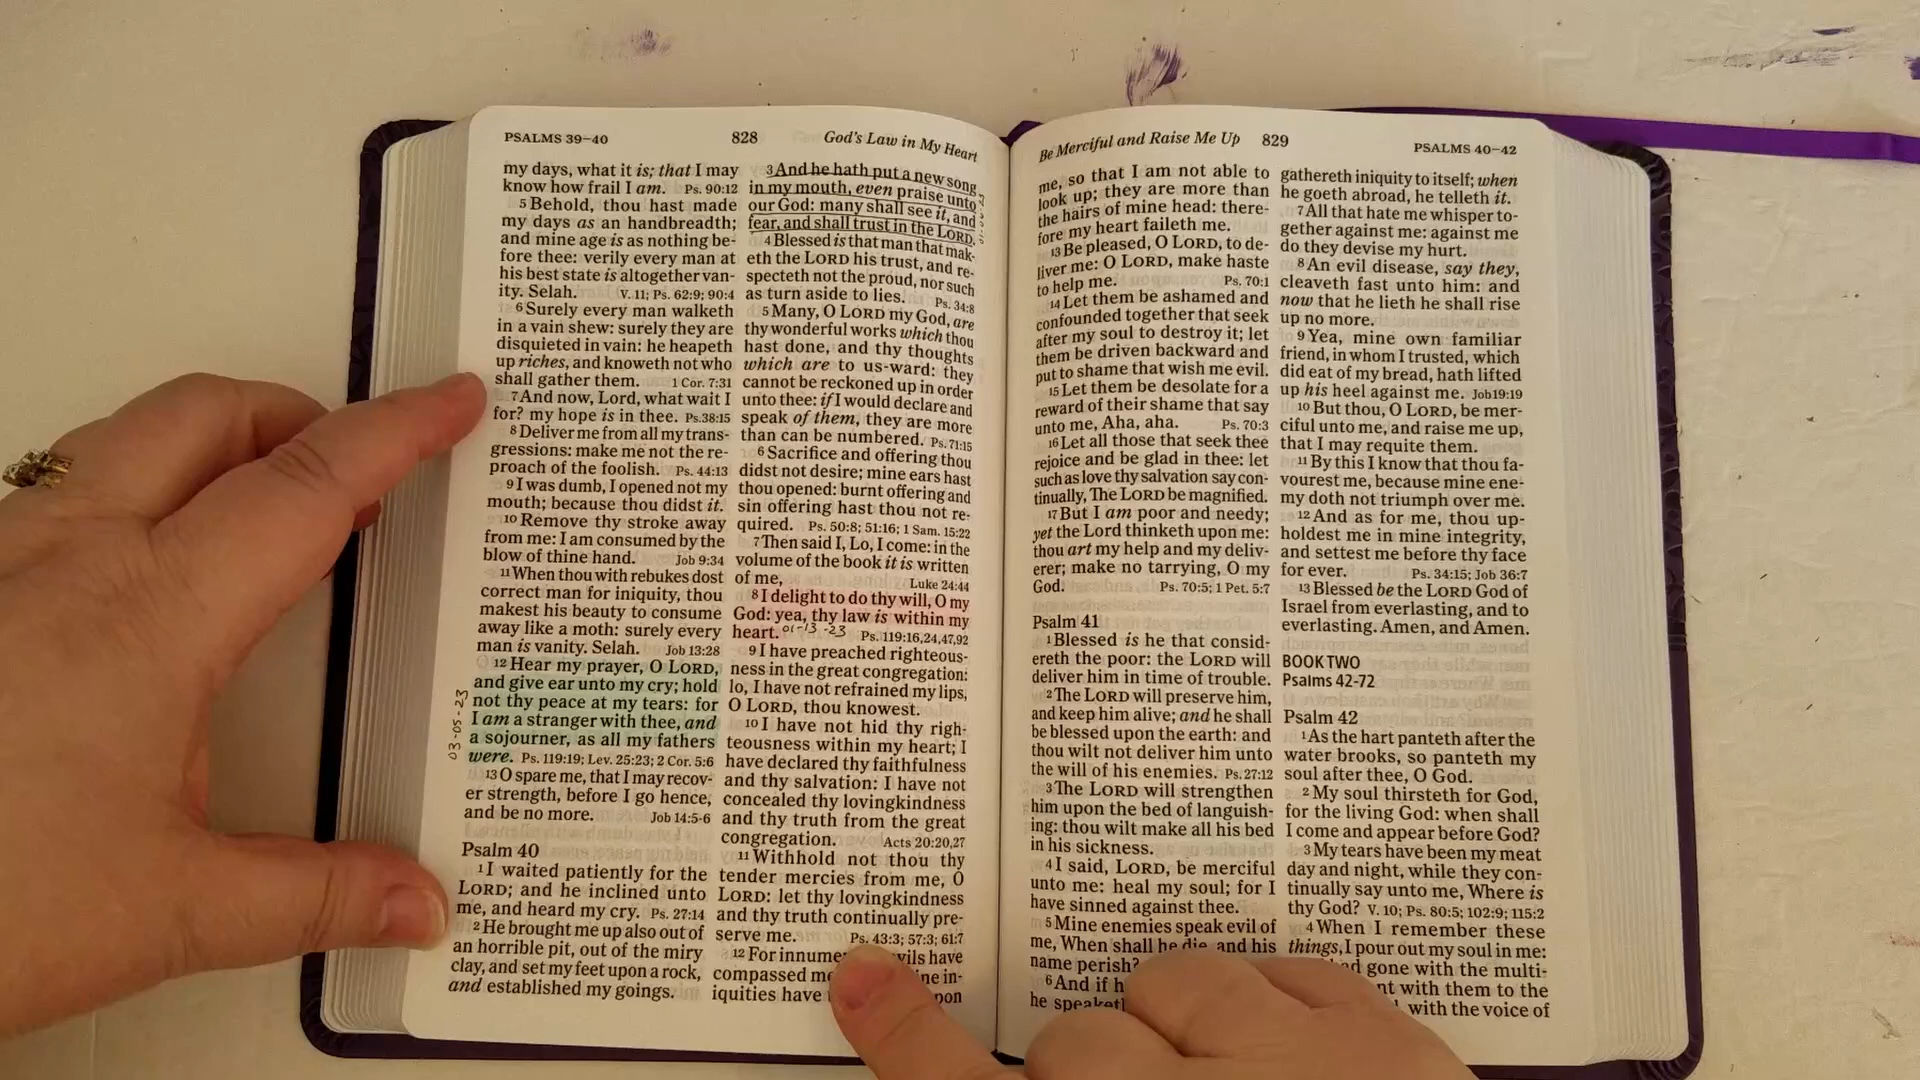 PSALMS 39–40 828 God's Law in My Heart
my days, what it is; that I may
know how frail I am. Ps. 90:12
5 Behold, thou hast made
my days as an handbreadth;
and mine age is as nothing be-
fore thee: verily every man at
his best state is altogether van-
ity. Selah. V. 11; Ps. 62:9; 90:4
6 Surely every man walketh
in a vain shew: surely they are
disquieted in vain: he heapeth
up riches, and knoweth not who
shall gather them. 1 Cor. 7:31
7 And now, Lord, what wait I
for? my hope is in thee. Ps.38:15
8 Deliver me from all my trans-
gressions: make me not the re-
proach of the foolish. Ps. 44:13
9 I was dumb, I opened not my
mouth; because thou didst it.
10 Remove thy stroke away
from me: I am consumed by the
blow of thine hand. Job 9:34
11 When thou with rebukes dost
correct man for iniquity, thou
makest his beauty to consume
away like a moth: surely every
man is vanity. Selah. Job 13:28
12 Hear my prayer, O LORD,
and give ear unto my cry; hold
not thy peace at my tears: for
I am a stranger with thee, and
a sojourner, as all my fathers
were. Ps. 119:19; Lev. 25:23; 2 Cor. 5:6
03-05-23
13 O spare me, that I may recov-
er strength, before I go hence,
and be no more. Job 14:5-6
Psalm 40
1 I waited patiently for the
LORD; and he inclined unto
me, and heard my cry. Ps. 27:14
2 He brought me up also out of
an horrible pit, out of the miry
clay, and set my feet upon a rock,
and established my goings.
3 And he hath put a new song
in my mouth, even praise unto
our God: many shall see it, and
fear, and shall trust in the LORD.
4 Blessed is that man that mak-
eth the LORD his trust, and re-
specteth not the proud, nor such
as turn aside to lies. Ps. 34:8
5 Many, O LORD my God, are
thy wonderful works which thou
hast done, and thy thoughts
which are to us-ward: they
cannot be reckoned up in order
unto thee: if I would declare and
speak of them, they are more
than can be numbered. Ps. 71:15
6 Sacrifice and offering thou
didst not desire; mine ears hast
thou opened: burnt offering and
sin offering hast thou not re-
quired. Ps. 50:8; 51:16; 1 Sam. 15:22
7 Then said I, Lo, I come: in the
volume of the book it is written
of me, Luke 24:44
8 I delight to do thy will, O my
God: yea, thy law is within my
heart. 01-13-23 Ps. 119:16,24,47,92
9 I have preached righteous-
ness in the great congregation:
lo, I have not refrained my lips,
O LORD, thou knowest.
10 I have not hid thy righ-
teousness within my heart; I
have declared thy faithfulness
and thy salvation: I have not
concealed thy lovingkindness
and thy truth from the great
congregation. Acts 20:20,27
11 Withhold not thou thy
tender mercies from me, O
LORD: let thy lovingkindness
and thy truth continually pre-
serve me. Ps. 43:3; 57:3; 61:7
12 For innume vils have
compassed me ne in-
iquities have pon
Be Merciful and Raise Me Up 829 PSALMS 40–42
me, so that I am not able to
look up; they are more than
the hairs of mine head: there-
fore my heart faileth me.
13 Be pleased, O LORD, to de-
liver me: O LORD, make haste
to help me. Ps. 70:1
14 Let them be ashamed and
confounded together that seek
after my soul to destroy it; let
them be driven backward and
put to shame that wish me evil.
15 Let them be desolate for a
reward of their shame that say
unto me, Aha, aha. Ps. 70:3
16 Let all those that seek thee
rejoice and be glad in thee: let
such as love thy salvation say con-
tinually, The LORD be magnified.
17 But I am poor and needy;
yet the Lord thinketh upon me:
thou art my help and my deliv-
erer; make no tarrying, O my
God. Ps. 70:5; 1 Pet. 5:7
Psalm 41
1 Blessed is he that consid-
ereth the poor: the LORD will
deliver him in time of trouble.
2 The LORD will preserve him,
and keep him alive; and he shall
be blessed upon the earth: and
thou wilt not deliver him unto
the will of his enemies. Ps. 27:12
3 The LORD will strengthen
him upon the bed of languish-
ing: thou wilt make all his bed
in his sickness.
4 I said, LORD, be merciful
unto me: heal my soul; for I
have sinned against thee.
5 Mine enemies speak evil of
me, When shall he die, and his
name perish?
6 And if h
he speaketh
gathereth iniquity to itself; when
he goeth abroad, he telleth it.
7 All that hate me whisper to-
gether against me: against me
do they devise my hurt.
8 An evil disease, say they,
cleaveth fast unto him: and
now that he lieth he shall rise
up no more.
9 Yea, mine own familiar
friend, in whom I trusted, which
did eat of my bread, hath lifted
up his heel against me. Job 19:19
10 But thou, O LORD, be mer-
ciful unto me, and raise me up,
that I may requite them.
11 By this I know that thou fa-
vourest me, because mine ene-
my doth not triumph over me.
12 And as for me, thou up-
holdest me in mine integrity,
and settest me before thy face
for ever. Ps. 34:15; Job 36:7
13 Blessed be the LORD God of
Israel from everlasting, and to
everlasting. Amen, and Amen.
BOOK TWO
Psalms 42-72
Psalm 42
1 As the hart panteth after the
water brooks, so panteth my
soul after thee, O God.
2 My soul thirsteth for God,
for the living God: when shall
I come and appear before God?
3 My tears have been my meat
day and night, while they con-
tinually say unto me, Where is
thy God? V. 10; Ps. 80:5; 102:9; 115:2
4 When I remember these
things, I pour out my soul in me:
ad gone with the multi-
nt with them to the
with the voice of